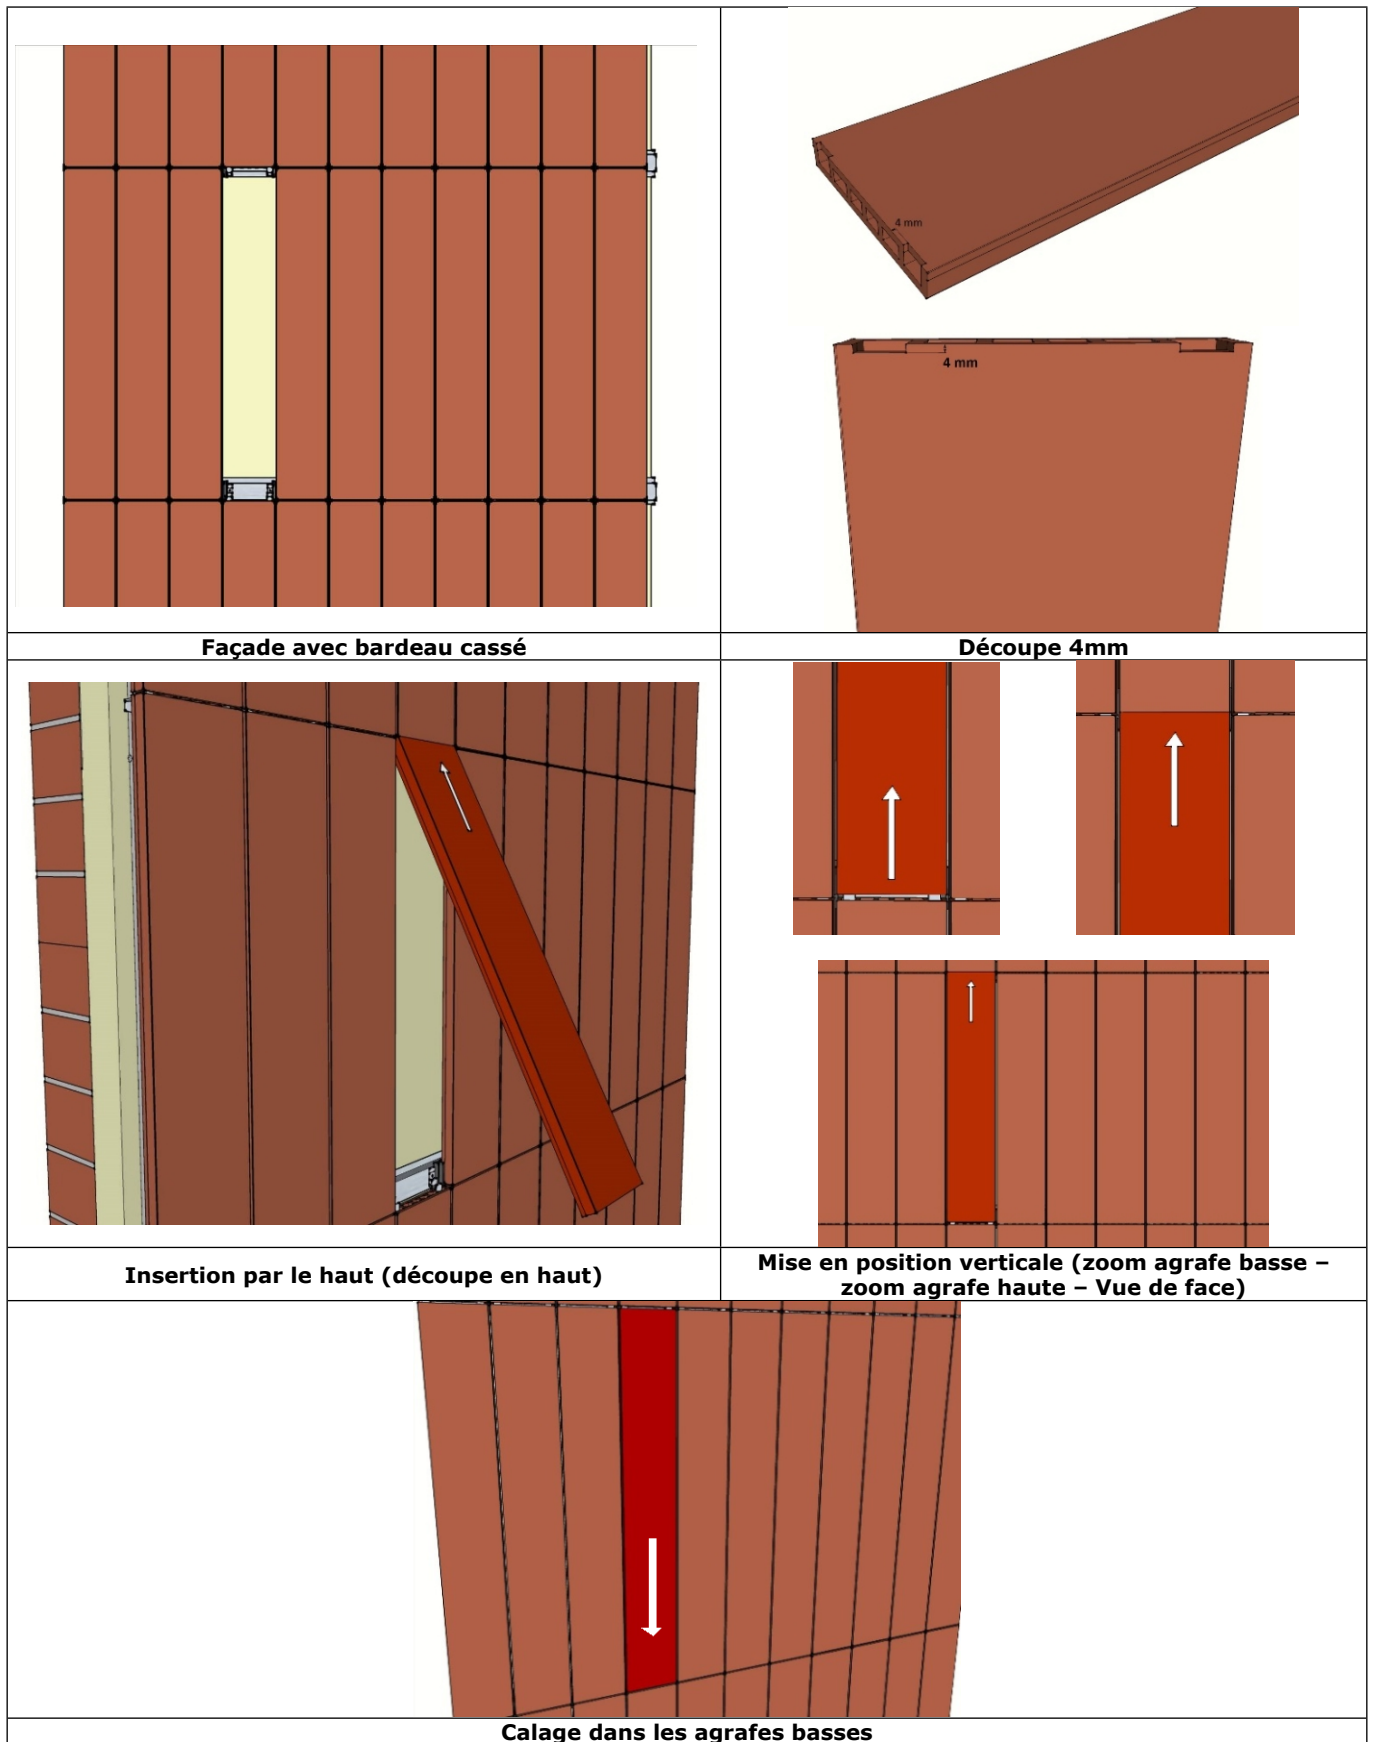 4 mm
4 mm
Façade avec bardeau cassé
Découpe 4mm
Insertion par le haut (découpe en haut)
Mise en position verticale (zoom agrafe basse –
zoom agrafe haute – Vue de face)
Calage dans les agrafes basses